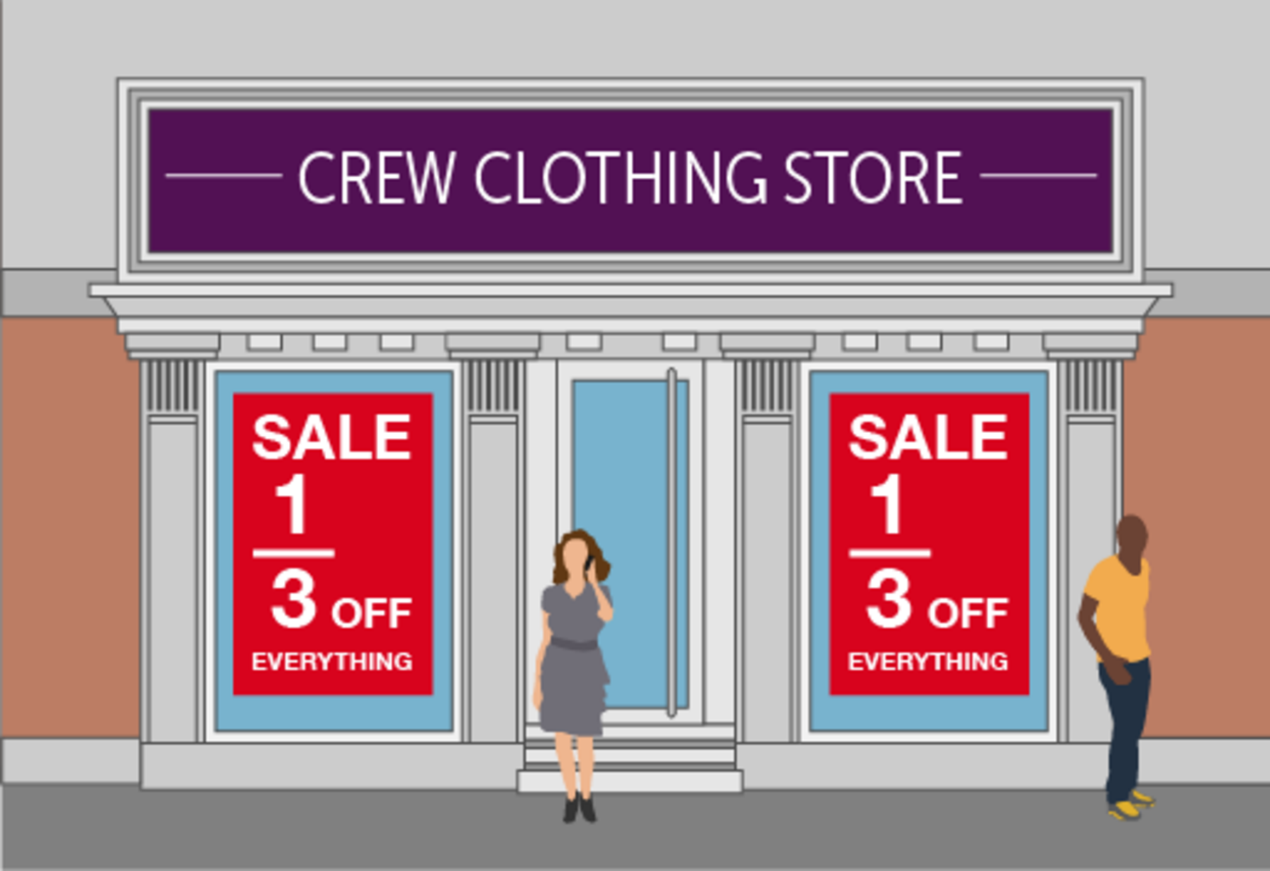 CREW CLOTHING STORE
SALE
1
3 OFF
EVERYTHING
SALE
1
3 OFF
EVERYTHING